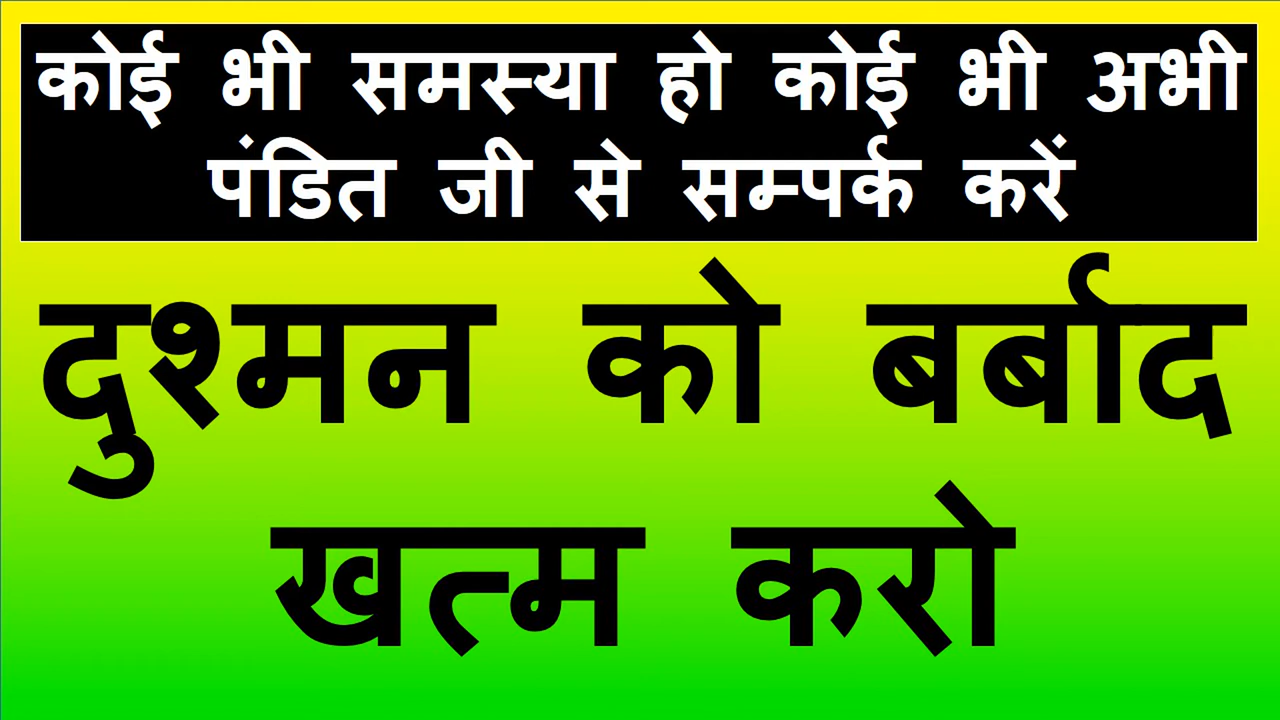 कोई भी समस्या हो कोई भी अभी
पंडित जी से सम्पर्क करें
दुश्मन को बर्बाद
खत्म करो